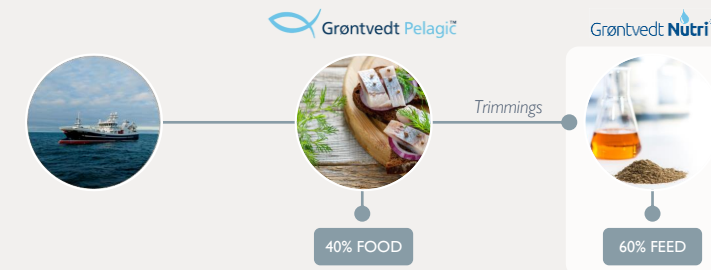 Grøntvedt Pelagic™
Grøntvedt Nutri
Trimmings
40% FOOD
60% FEED